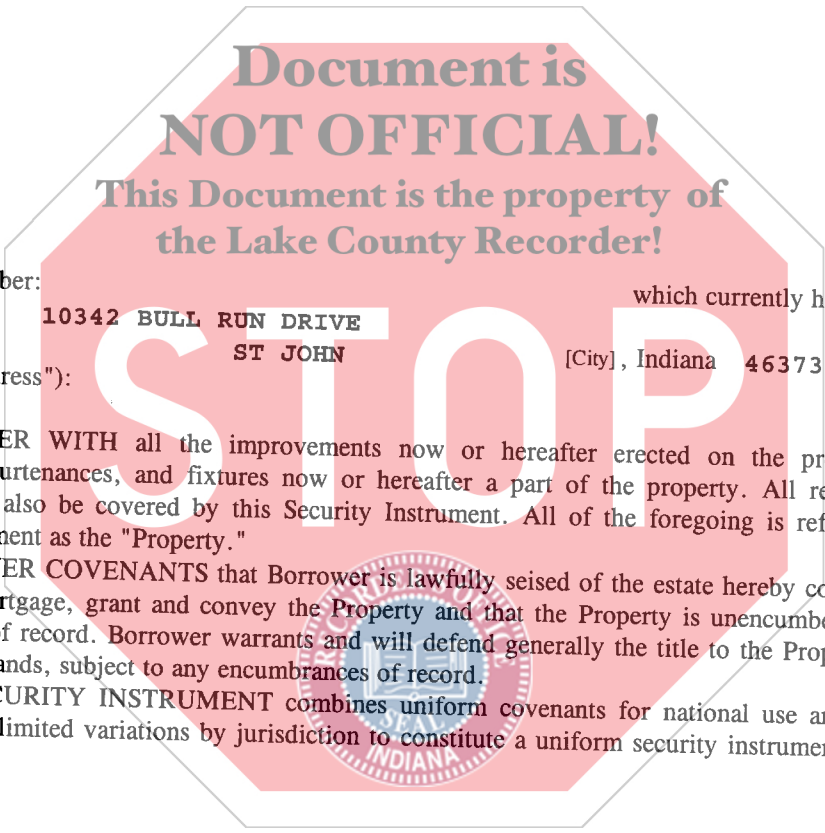 Document is
NOT OFFICIAL!
This Document is the property of
the Lake County Recorder!
ber:
which currently h
10342 BULL RUN DRIVE
ST JOHN
[City] , Indiana 46373
ress"):
STOP
ER WITH all the improvements now or hereafter erected on the pr
urtenances, and fixtures now or hereafter a part of the property. All re
also be covered by this Security Instrument. All of the foregoing is ref
nent as the "Property."
ER COVENANTS that Borrower is lawfully seised of the estate hereby co
rtgage, grant and convey the Property and that the Property is unencumbe
f record. Borrower warrants and will defend generally the title to the Prop
ands, subject to any encumbrances of record.
CURITY INSTRUMENT combines uniform covenants for national use a
limited variations by jurisdiction to constitute a uniform security instrume
RECORDER'S OFFICE
SEAL
INDIANA